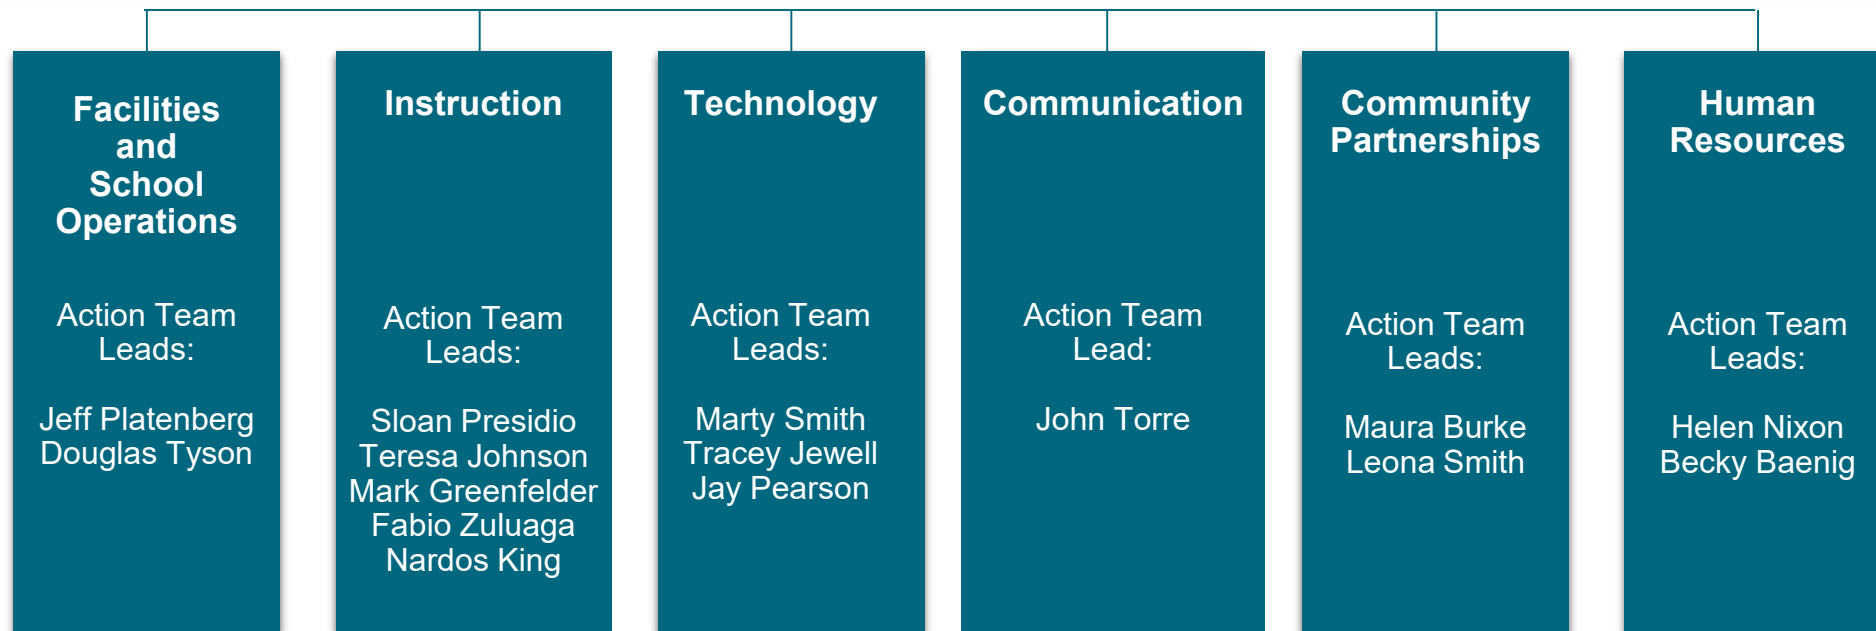 Facilities
and
School
Operations
Action Team
Leads:
Jeff Platenberg
Douglas Tyson
Instruction
Action Team
Leads:
Sloan Presidio
Teresa Johnson
Mark Greenfelder
Fabio Zuluaga
Nardos King
Technology
Action Team
Leads:
Marty Smith
Tracey Jewell
Jay Pearson
Communication
Action Team
Lead:
John Torre
Community
Partnerships
Action Team
Leads:
Maura Burke
Leona Smith
Human
Resources
Action Team
Leads:
Helen Nixon
Becky Baenig